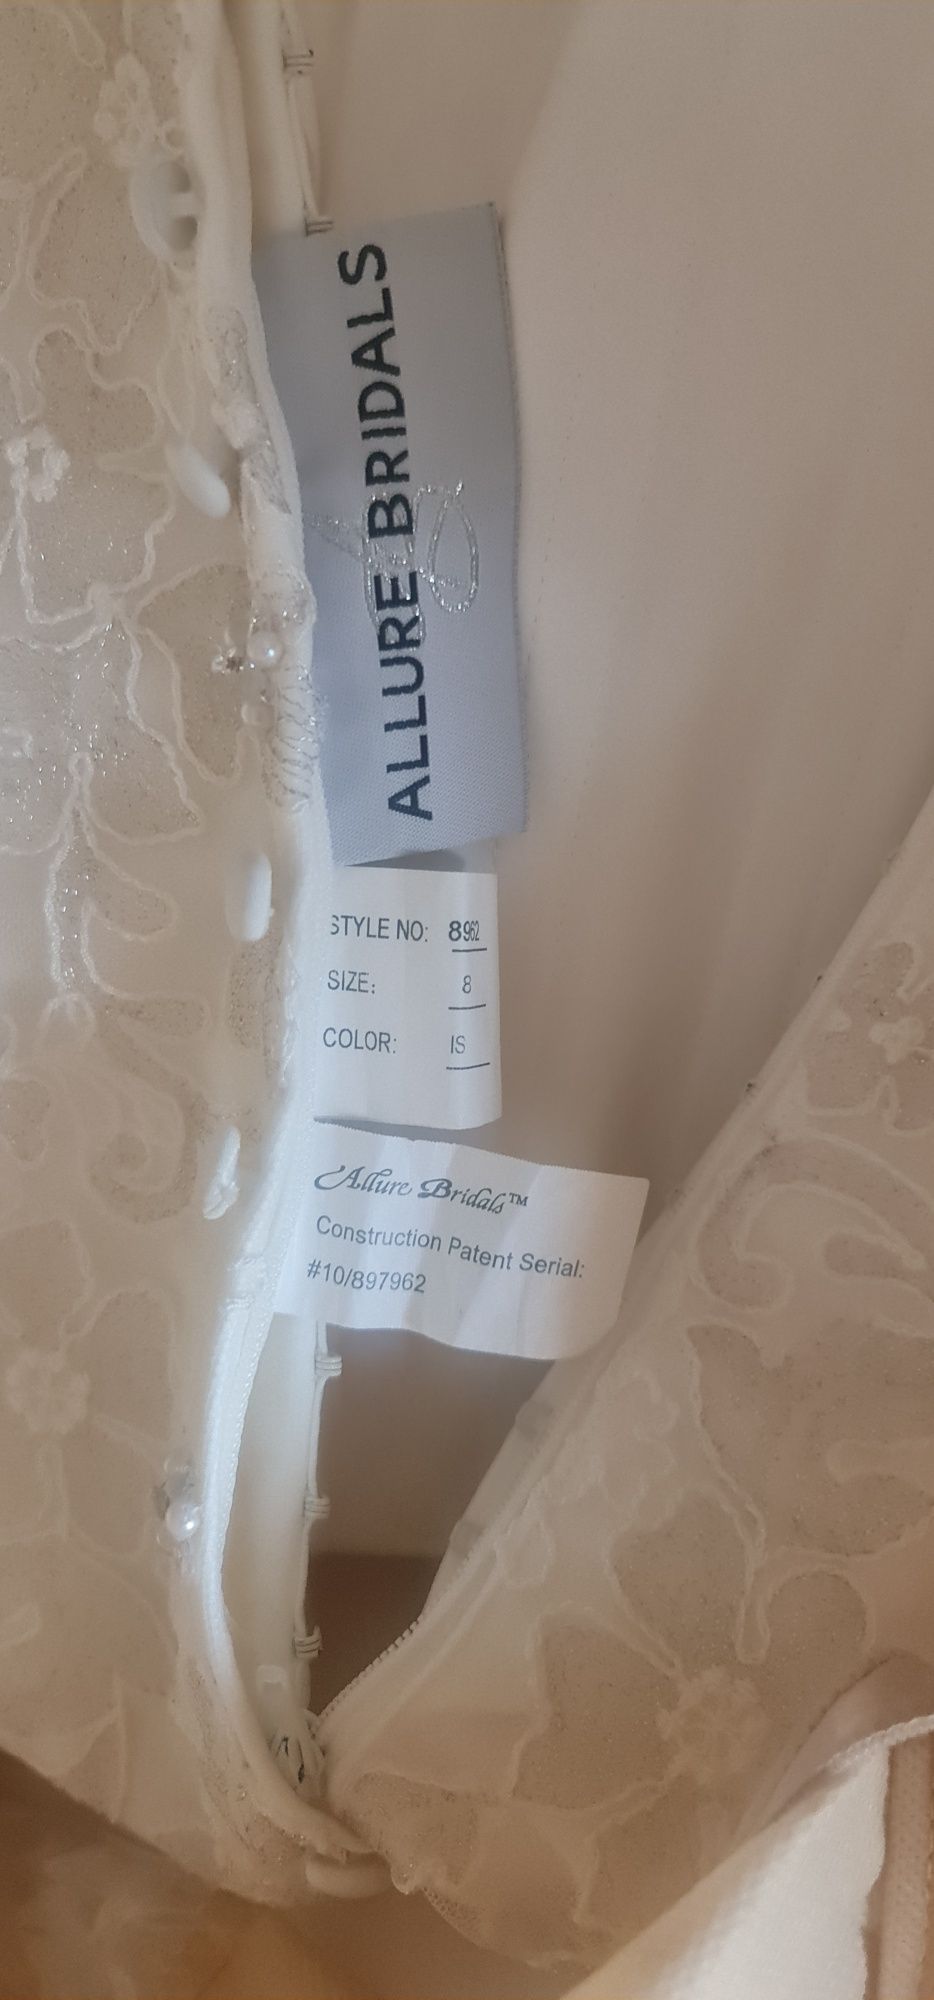 ALLURE BRIDALS
STYLE NO: 8962
SIZE: 8
COLOR: IS
Allure Bridals™
Construction Patent Serial:
#10/897962